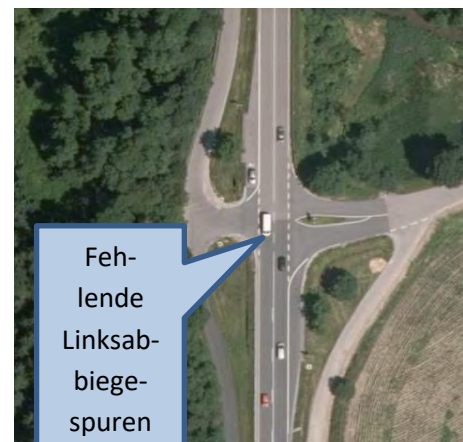 Feh-
lende
Linksab-
biege-
spuren